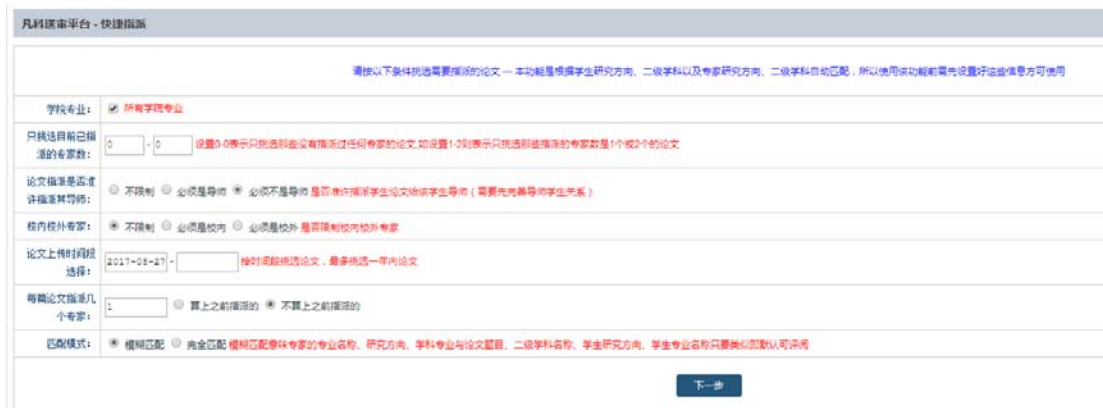 凡科送审平台 - 快捷指派
请按以下条件挑选需要指派的论文 — 本功能是根据学生研究方向、二级学科以及专家研究方向、二级学科自动匹配,所以使用该功能前需先设置好这些信息方可使用
学院专业: 所有学院专业
只挑选目前已指
派的专家数: 0 - 0 设置0-0表示只挑选那些没有指派过任何专家的论文,如设置1-2则表示只挑选那些指派的专家数是1个或2个的论文
论文指派是否准
许指派其导师: 不限制 必须是导师 必须不是导师 是否准许指派学生论文给该学生导师(需要先完善导师学生关系)
校内校外专家: 不限制 必须是校内 必须是校外 是否限制校内校外专家
论文上传时间段
选择: 2017-08-27 - 按时间段挑选论文,最多挑选一年内论文
每篇论文指派几
个专家: 1 算上之前指派的 不算上之前指派的
匹配模式: 模糊匹配 完全匹配 模糊匹配意味专家的专业名称、研究方向、学科专业与论文题目、二级学科名称、学生研究方向、学生专业名称只要类似即默认可评阅
下一步